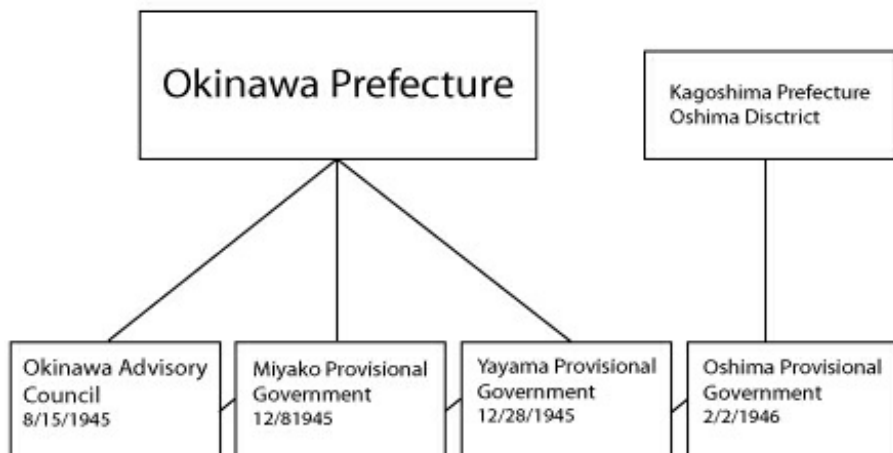 Okinawa Prefecture
Kagoshima Prefecture
Oshima Disctrict
Okinawa Advisory
Council
8/15/1945
Miyako Provisional
Government
12/81945
Yayama Provisional
Government
12/28/1945
Oshima Provisional
Government
2/2/1946